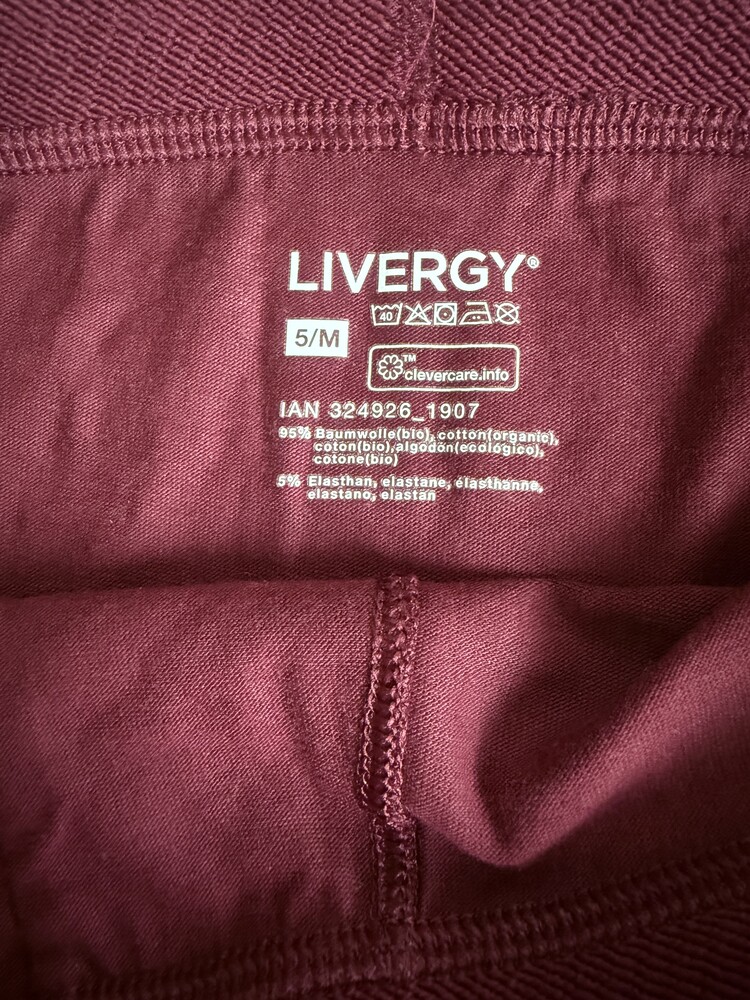 LIVERGY®
40
5/M
™
clevercare.info
IAN 324926_1907
95% Baumwolle(bio), cotton(organic),
coton(bio),algodón(ecológico),
cotone(bio)
5% Elasthan, elastane, élasthanne,
elastano, elastan